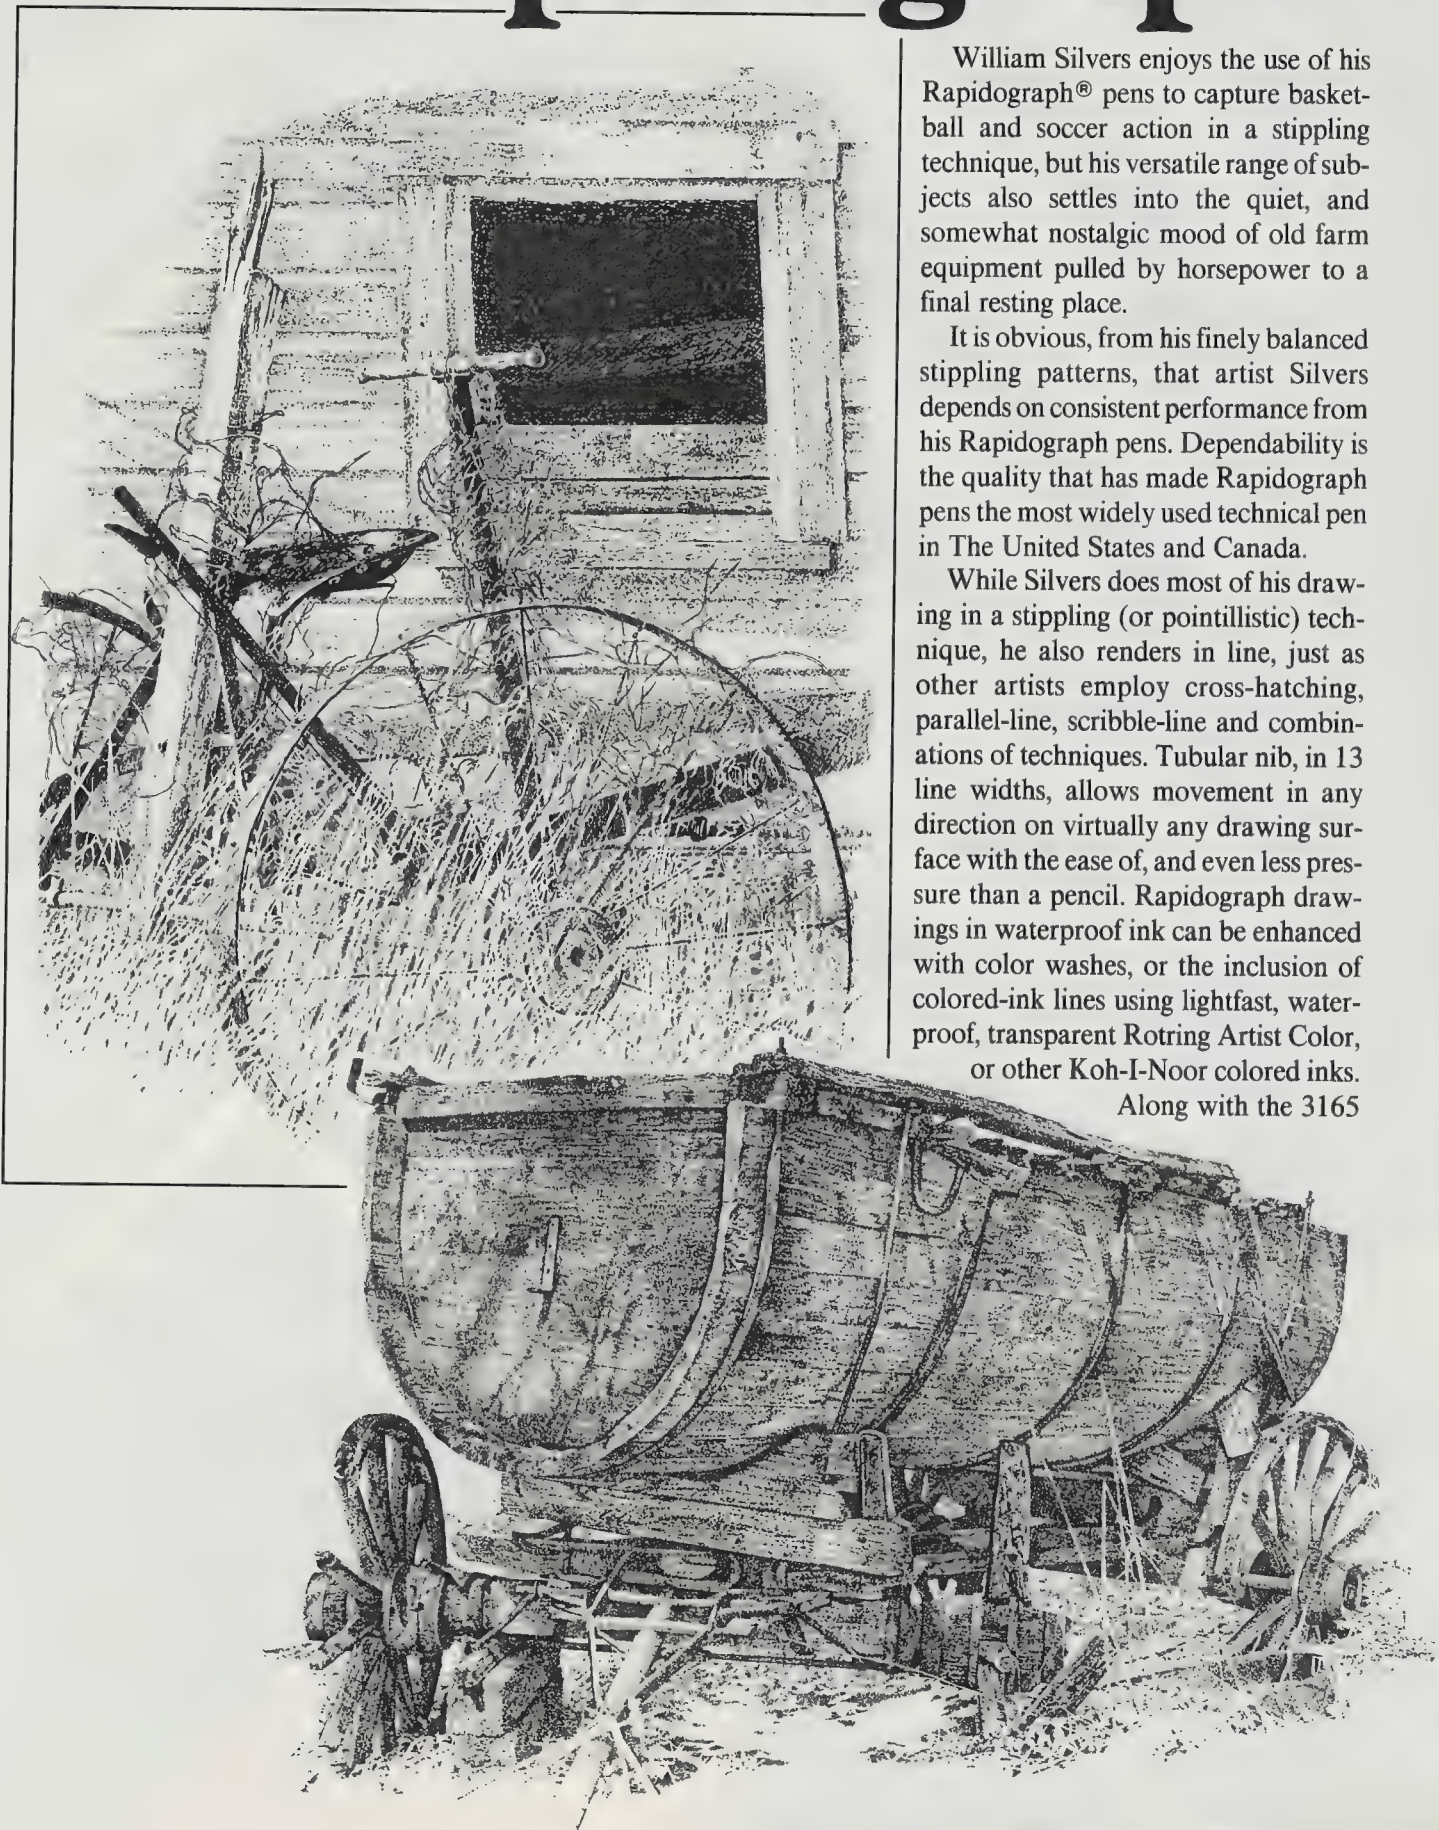 William Silvers enjoys the use of his
Rapidograph® pens to capture basket-
ball and soccer action in a stippling
technique, but his versatile range of sub-
jects also settles into the quiet, and
somewhat nostalgic mood of old farm
equipment pulled by horsepower to a
final resting place.
It is obvious, from his finely balanced
stippling patterns, that artist Silvers
depends on consistent performance from
his Rapidograph pens. Dependability is
the quality that has made Rapidograph
pens the most widely used technical pen
in The United States and Canada.
While Silvers does most of his draw-
ing in a stippling (or pointillistic) tech-
nique, he also renders in line, just as
other artists employ cross-hatching,
parallel-line, scribble-line and combin-
ations of techniques. Tubular nib, in 13
line widths, allows movement in any
direction on virtually any drawing sur-
face with the ease of, and even less pres-
sure than a pencil. Rapidograph draw-
ings in waterproof ink can be enhanced
with color washes, or the inclusion of
colored-ink lines using lightfast, water-
proof, transparent Rotring Artist Color,
or other Koh-I-Noor colored inks.
Along with the 3165